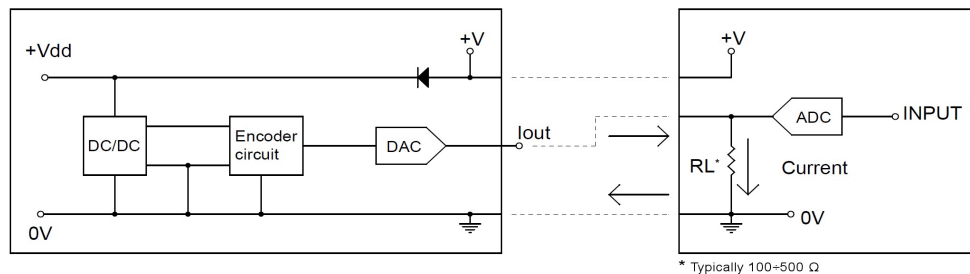 +Vdd
+V
DC/DC
Encoder
circuit
DAC
Iout
0V
+V
ADC
INPUT
RL*
Current
0V
* Typically 100÷500 Ω